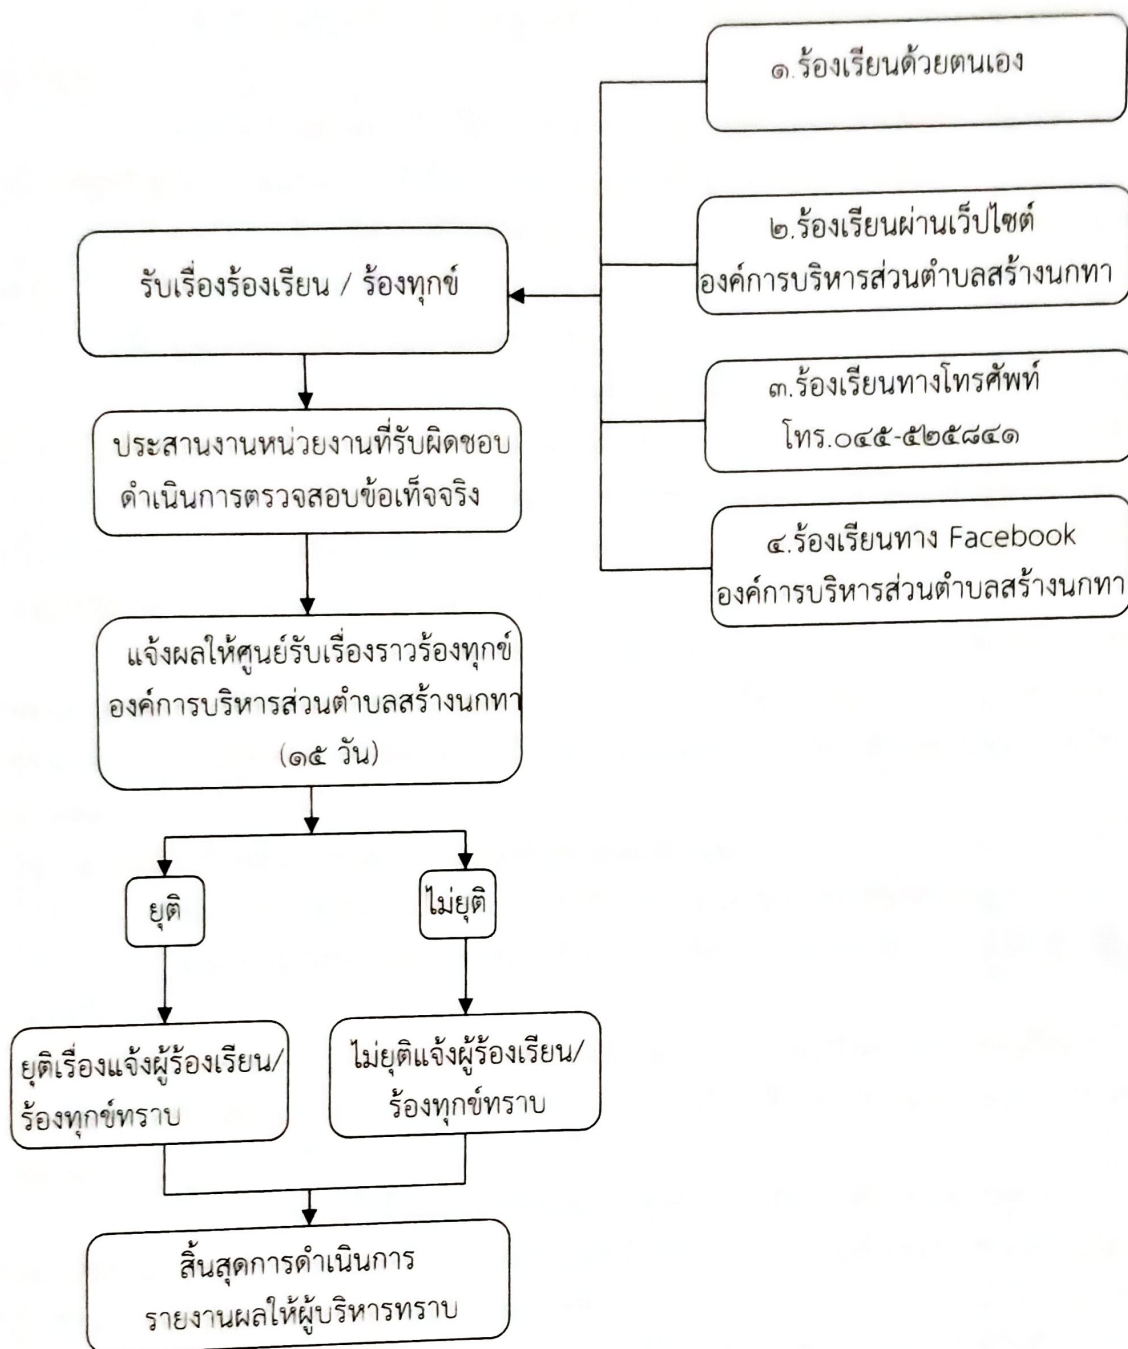 ๑.ร้องเรียนด้วยตนเอง
๒.ร้องเรียนผ่านเว็ปไซต์
องค์การบริหารส่วนตำบลสร้างนกทา
๓.ร้องเรียนทางโทรศัพท์
โทร.๐๔๕-๕๒๕๘๔๑
๔.ร้องเรียนทาง Facebook
องค์การบริหารส่วนตำบลสร้างนกทา
รับเรื่องร้องเรียน / ร้องทุกข์
ประสานงานหน่วยงานที่รับผิดชอบ
ดำเนินการตรวจสอบข้อเท็จจริง
แจ้งผลให้ศูนย์รับเรื่องราวร้องทุกข์
องค์การบริหารส่วนตำบลสร้างนกทา
(๑๕ วัน)
ยุติ
ไม่ยุติ
ยุติเรื่องแจ้งผู้ร้องเรียน/
ร้องทุกข์ทราบ
ไม่ยุติแจ้งผู้ร้องเรียน/
ร้องทุกข์ทราบ
สิ้นสุดการดำเนินการ
รายงานผลให้ผู้บริหารทราบ